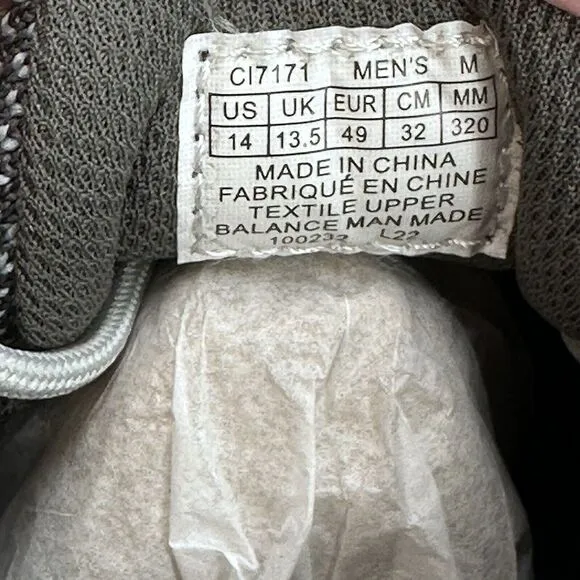 CI7171 MEN'S M
US UK EUR CM MM
14 13.5 49 32 320
MADE IN CHINA
FABRIQUÉ EN CHINE
TEXTILE UPPER
BALANCE MAN MADE
100232 L22